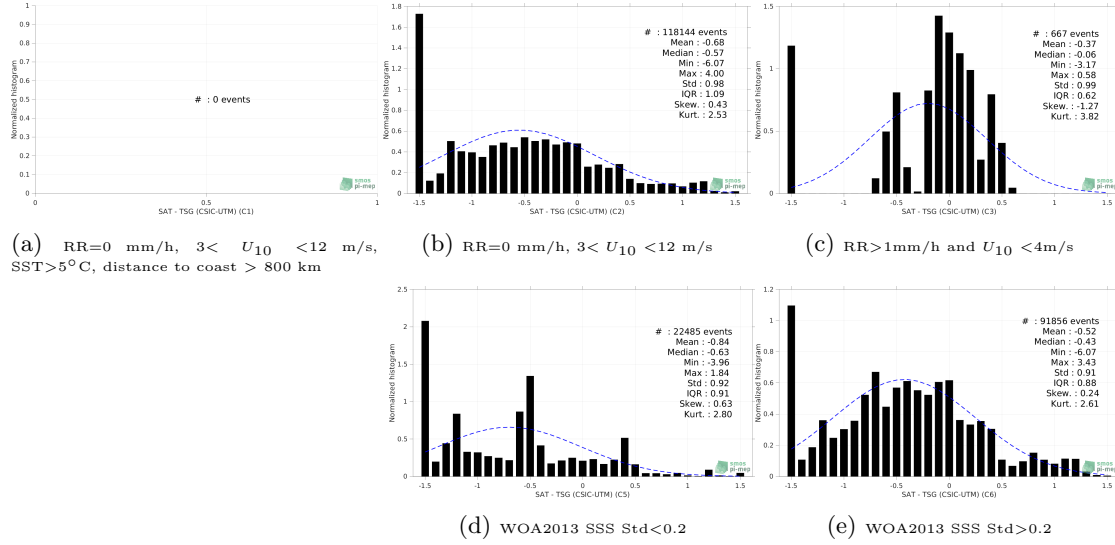 Normalized histogram
1
0.9
0.8
0.7
0.6
0.5
0.4
0.3
0.2
0.1
0
# : 0 events
smos
pi-mep
0
0.5
1
SAT - TSG (CSIC-UTM) (C1)
(a) RR=0 mm/h, 3< U10 <12 m/s,
SST>5°C, distance to coast > 800 km
Normalized histogram
1.8
1.6
1.4
1.2
1
0.8
0.6
0.4
0.2
0
# : 118144 events
Mean : -0.68
Median : -0.57
Min : -6.07
Max : 4.00
Std : 0.98
IQR : 1.09
Skew. : 0.43
Kurt. : 2.53
smos
pi-mep
-1.5
-1
-0.5
0
0.5
1
1.5
SAT - TSG (CSIC-UTM) (C2)
(b) RR=0 mm/h, 3< U10 <12 m/s
Normalized histogram
1.5
1
0.5
0
# : 667 events
Mean : -0.37
Median : -0.06
Min : -3.17
Max : 0.58
Std : 0.99
IQR : 0.62
Skew. : -1.27
Kurt. : 3.82
smos
pi-mep
-1.5
-1
-0.5
0
0.5
1
1.5
SAT - TSG (CSIC-UTM) (C3)
(c) RR>1mm/h and U10 <4m/s
Normalized histogram
2.5
2
1.5
1
0.5
0
# : 22485 events
Mean : -0.84
Median : -0.63
Min : -3.96
Max : 1.84
Std : 0.92
IQR : 0.91
Skew. : 0.63
Kurt. : 2.80
smos
pi-mep
-1.5
-1
-0.5
0
0.5
1
1.5
SAT - TSG (CSIC-UTM) (C5)
(d) WOA2013 SSS Std<0.2
Normalized histogram
1.2
1
0.8
0.6
0.4
0.2
0
# : 91856 events
Mean : -0.52
Median : -0.43
Min : -6.07
Max : 3.43
Std : 0.91
IQR : 0.88
Skew. : 0.24
Kurt. : 2.61
smos
pi-mep
-1.5
-1
-0.5
0
0.5
1
1.5
SAT - TSG (CSIC-UTM) (C6)
(e) WOA2013 SSS Std>0.2